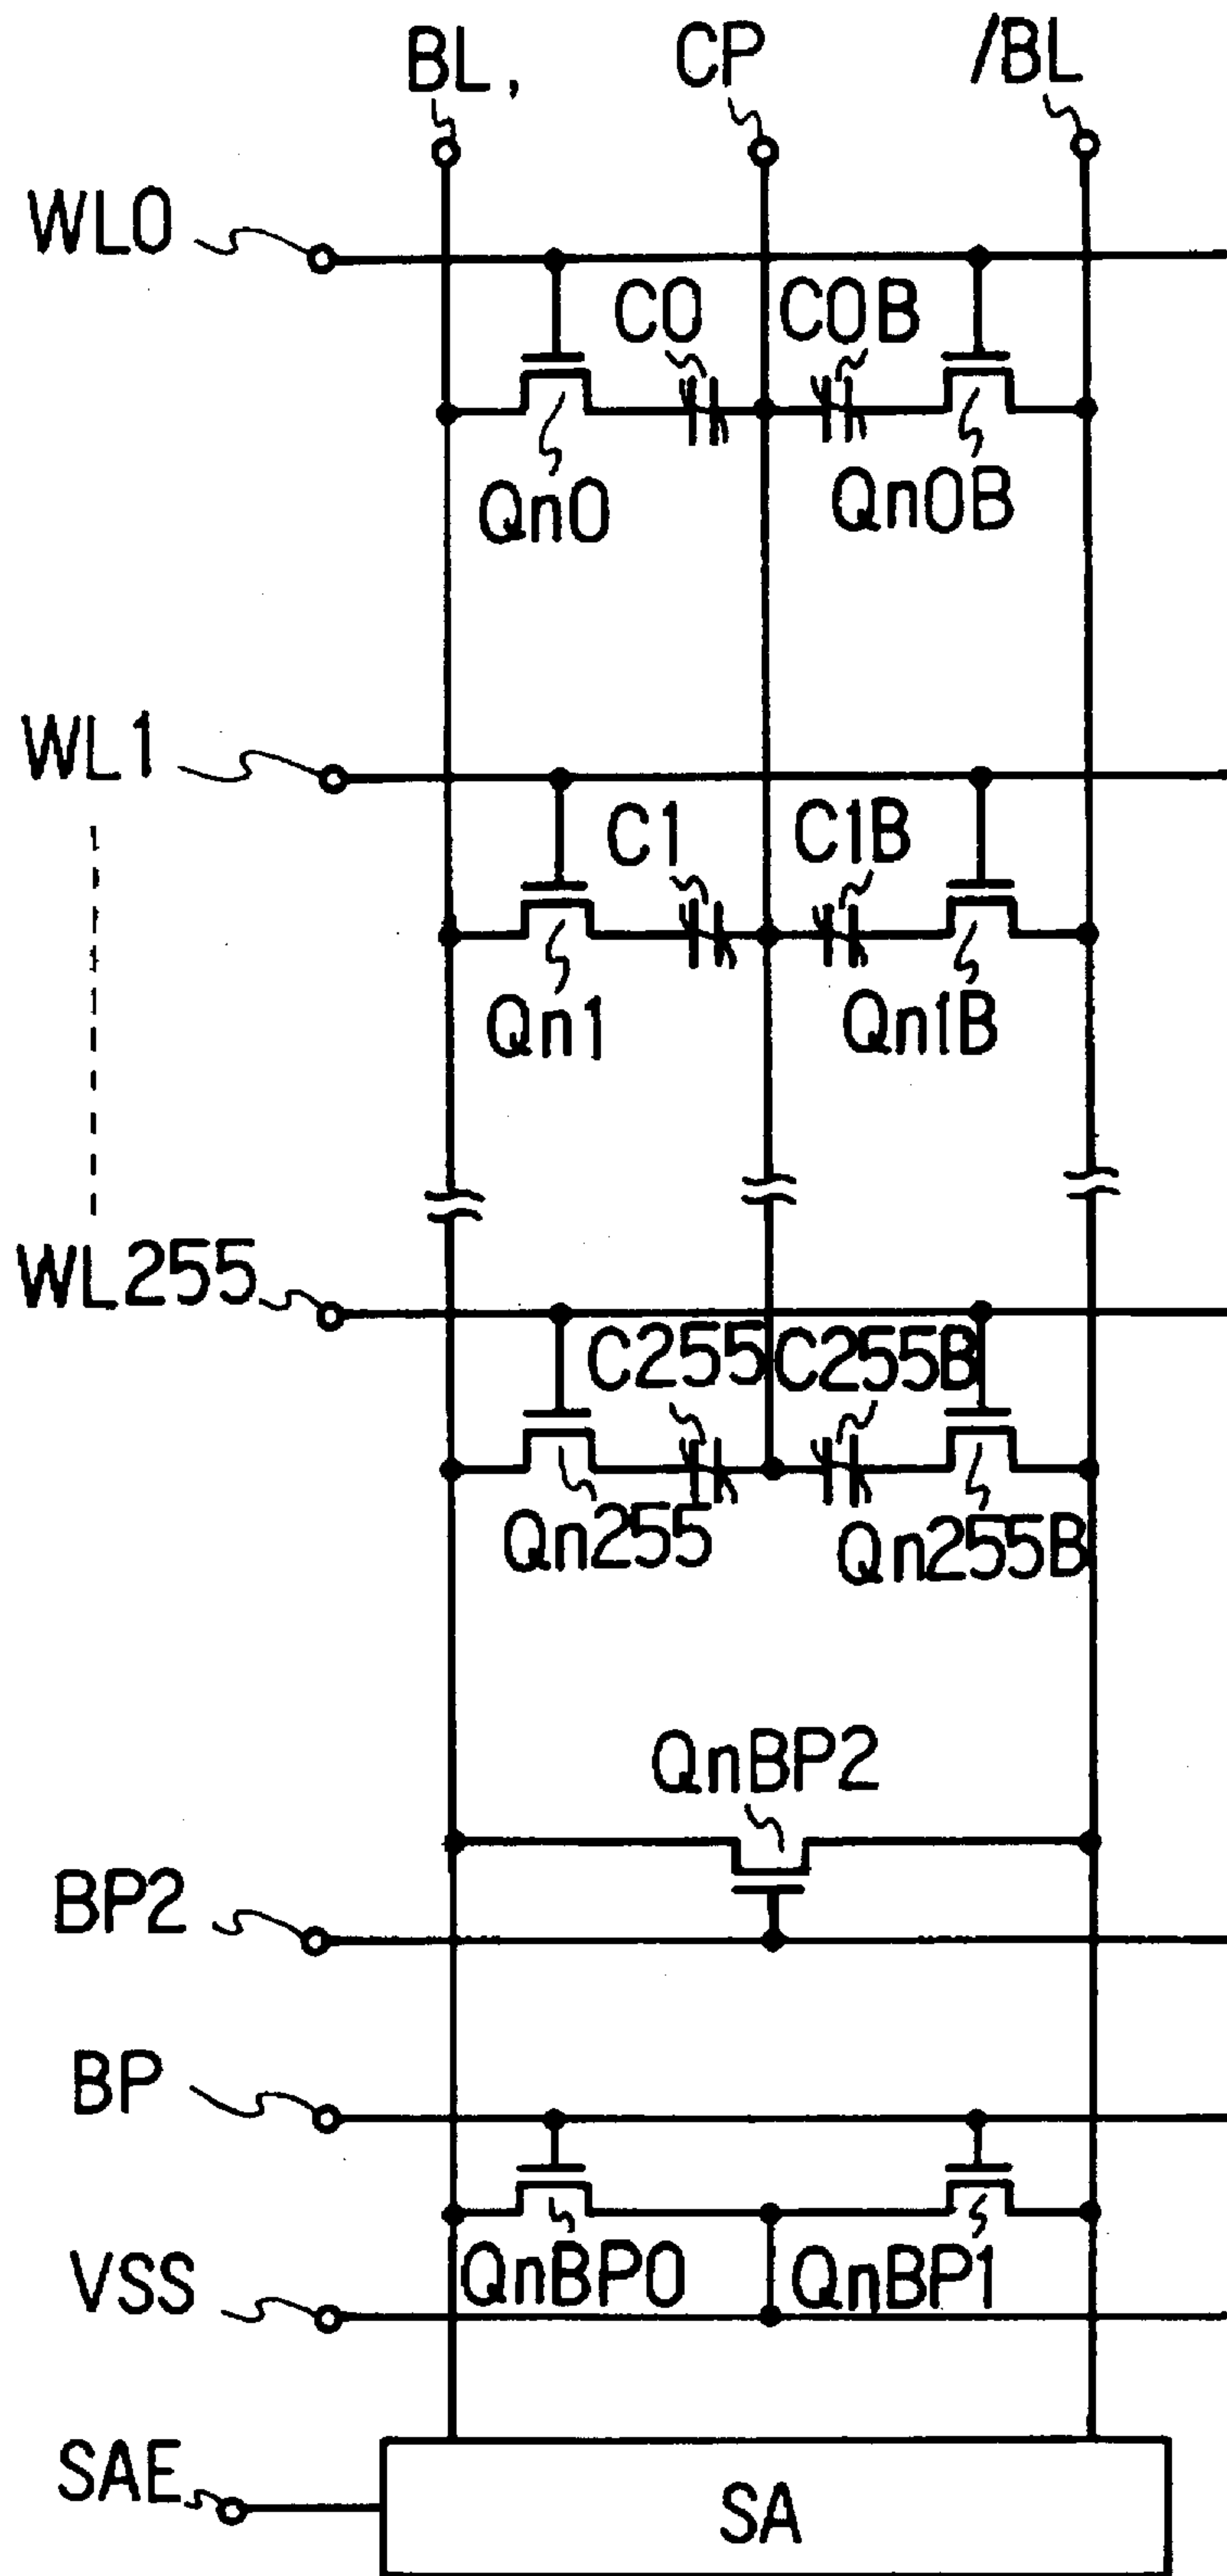 BL, CP /BL
WL0
C0 C0B
Qn0 Qn0B
WL1
C1 C1B
Qn1 Qn1B
WL255
C255 C255B
Qn255 Qn255B
QnBP2
BP2
BP
VSS QnBP0 QnBP1
SAE SA